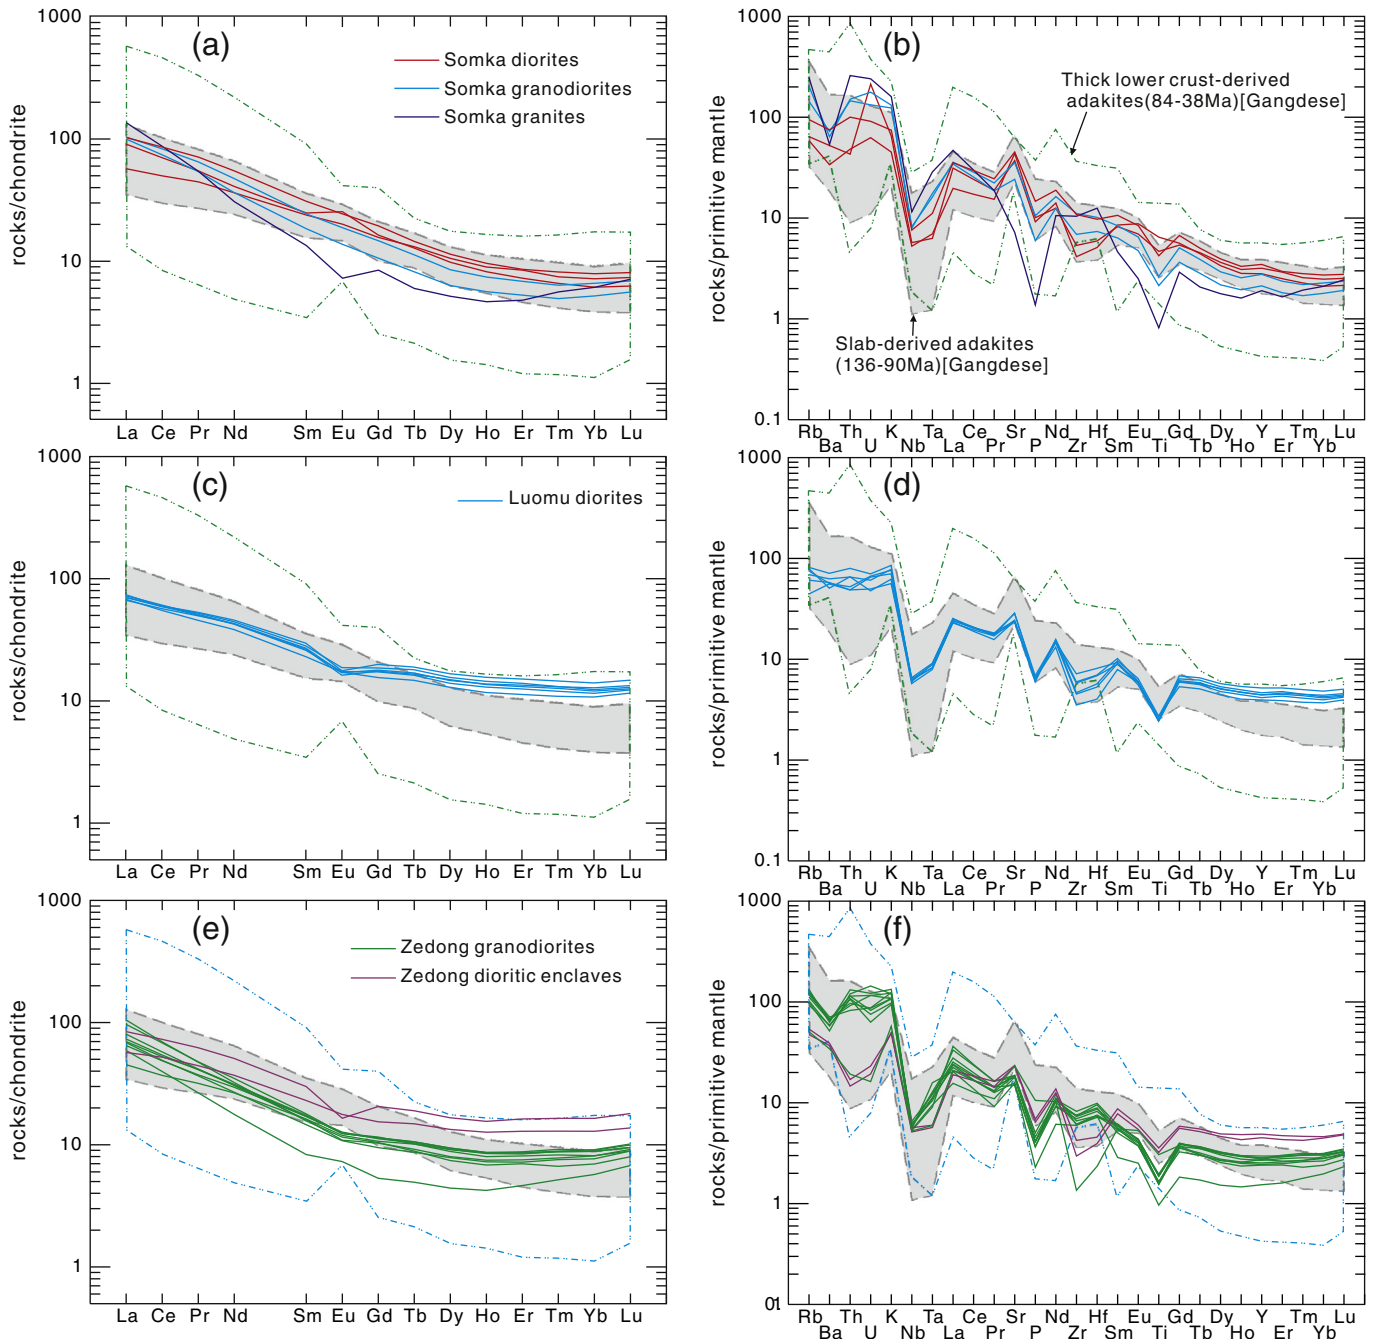 (a)
1000
100
10
1
rocks/chondrite
Somka diorites
Somka granodiorites
Somka granites
La Ce Pr Nd Sm Eu Gd Tb Dy Ho Er Tm Yb Lu
(b)
1000
100
10
1
0.1
rocks/primitive mantle
Thick lower crust-derived
adakites(84-38Ma)[Gangdese]
Slab-derived adakites
(136-90Ma)[Gangdese]
Rb Th K Ta Ce Sr Nd Hf Eu Gd Dy Y Tm Lu
Ba U Nb La Pr P Zr Sm Ti Tb Ho Er Yb
(c)
1000
100
10
1
rocks/chondrite
Luomu diorites
La Ce Pr Nd Sm Eu Gd Tb Dy Ho Er Tm Yb Lu
(d)
1000
100
10
1
0.1
rocks/primitive mantle
Rb Th K Ta Ce Sr Nd Hf Eu Gd Dy Y Tm Lu
Ba U Nb La Pr P Zr Sm Ti Tb Ho Er Yb
(e)
1000
100
10
1
rocks/chondrite
Zedong granodiorites
Zedong dioritic enclaves
La Ce Pr Nd Sm Eu Gd Tb Dy Ho Er Tm Yb Lu
(f)
1000
100
10
1
01
rocks/primitive mantle
Rb Th K Ta Ce Sr Nd Hf Eu Gd Dy Y Tm Lu
Ba U Nb La Pr P Zr Sm Ti Tb Ho Er Yb